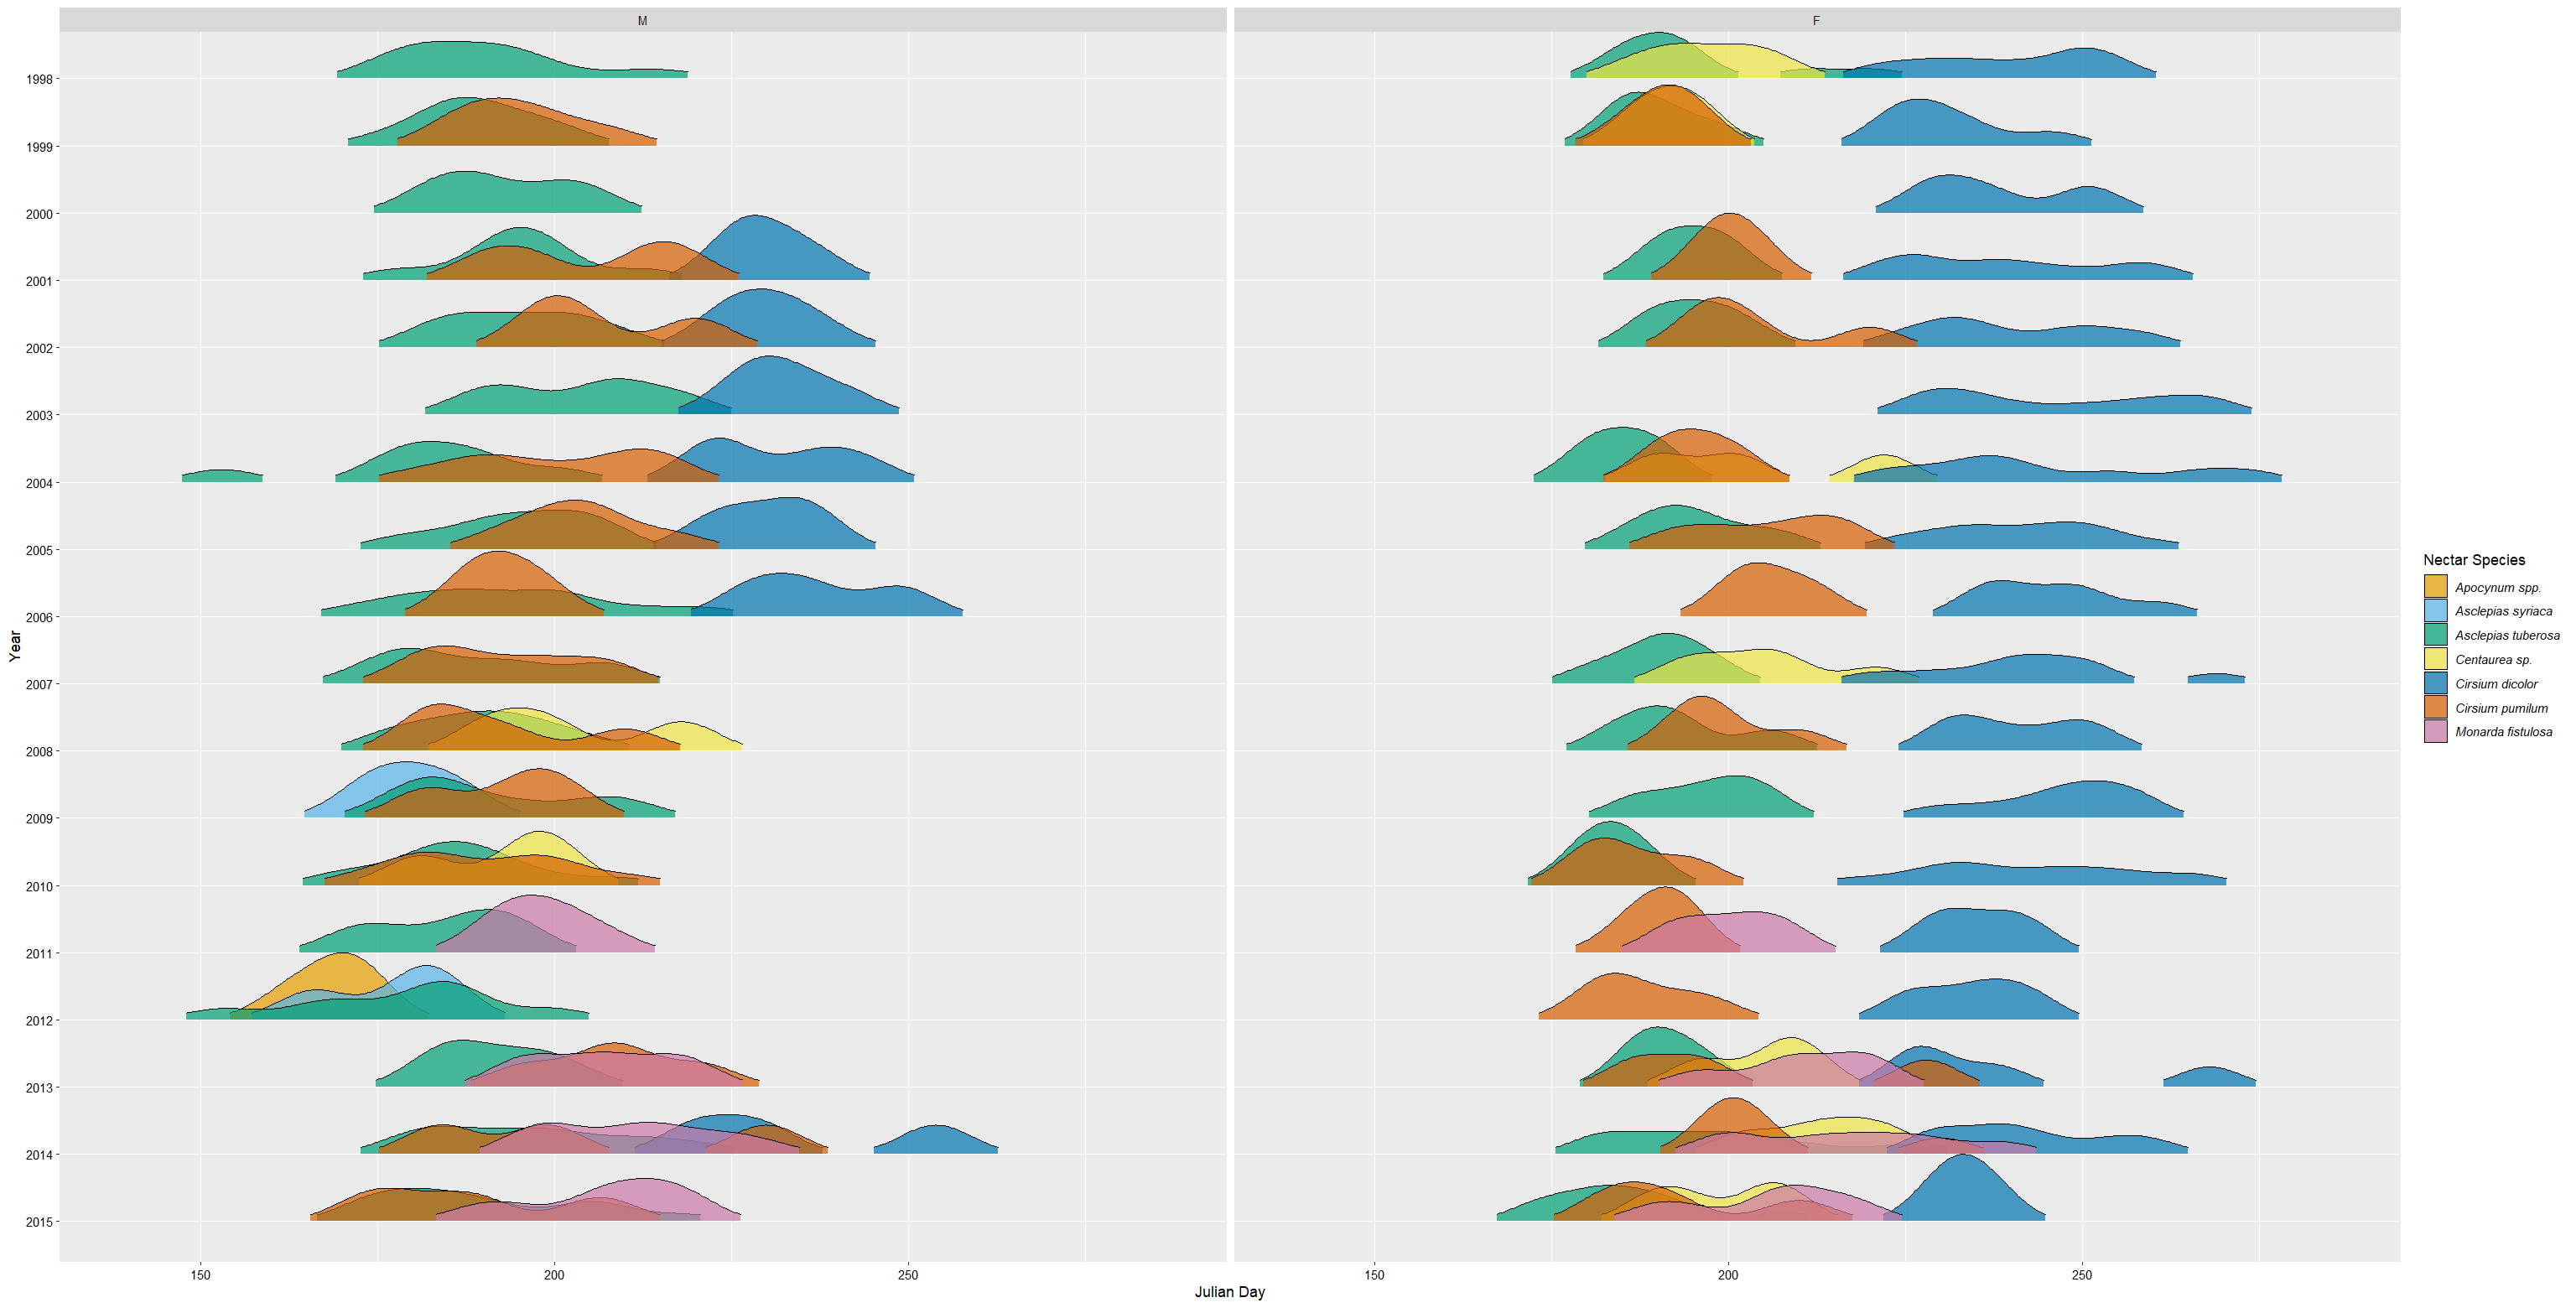 M
F
Year
1998
1999
2000
2001
2002
2003
2004
2005
2006
2007
2008
2009
2010
2011
2012
2013
2014
2015
150
200
250
150
200
250
Julian Day
Nectar Species
Apocynum spp.
Asclepias syriaca
Asclepias tuberosa
Centaurea sp.
Cirsium dicolor
Cirsium pumilum
Monarda fistulosa